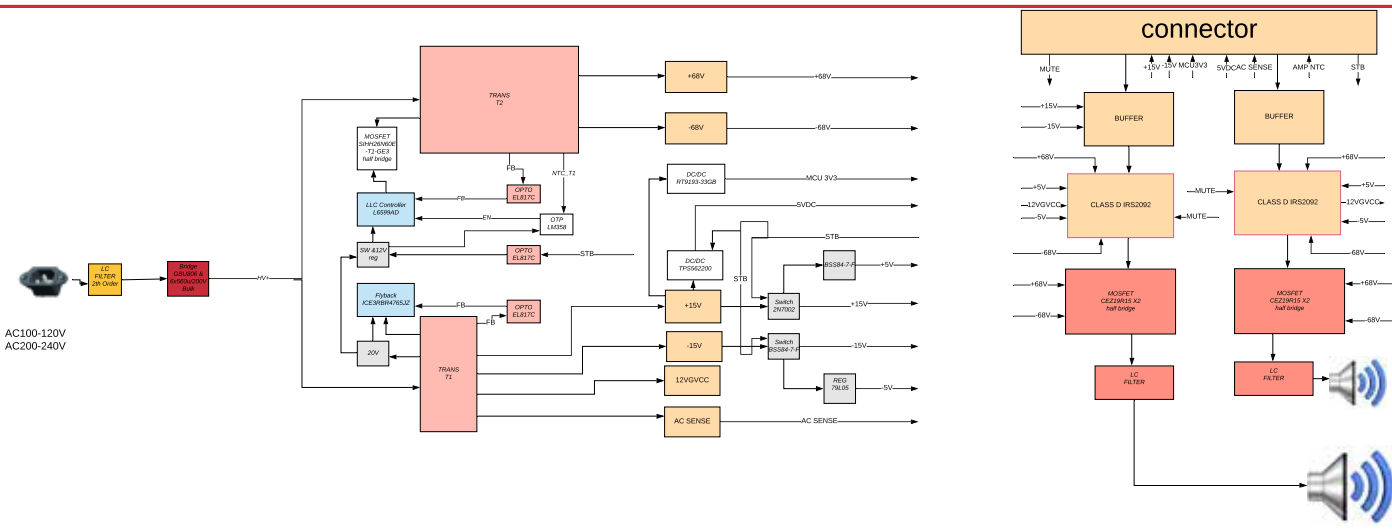 connector
MUTE
+15V
-15V
MCU3V3
5VDC
AC SENSE
AMP NTC
STB
TRANS
T2
+68V
+68V
-68V
-68V
MOSFET
SIHH26N60E
-T1-GE3
half bridge
FB
NTC_T1
OPTO
EL817C
FB
LLC Controller
L6599AD
EN
OTP
LM358
SW &12V
reg
OPTO
EL817C
STB
DC/DC
RT9193-33GB
MCU 3V3
5VDC
STB
DC/DC
TPS562200
STB
BSS84-7-F
+5V
LC
FILTER
2th Order
Bridge
GBU806 &
6x660u/200V
Bulk
HV+
Flyback
ICE3RBR4765JZ
FB
OPTO
EL817C
FB
+15V
Switch
2N7002
+15V
AC100-120V
AC200-240V
20V
TRANS
T1
-15V
Switch
BSS84-7-F
-15V
12VGVCC
REG
79L05
-5V
AC SENSE
AC SENSE
+15V
-15V
BUFFER
BUFFER
+68V
+68V
+5V
12VGVCC
-5V
CLASS D IRS2092
MUTE
MUTE
CLASS D IRS2092
+5V
12VGVCC
-5V
-68V
-68V
+68V
-68V
MOSFET
CEZ19R15 X2
half bridge
MOSFET
CEZ19R15 X2
half bridge
+68V
-68V
LC
FILTER
LC
FILTER